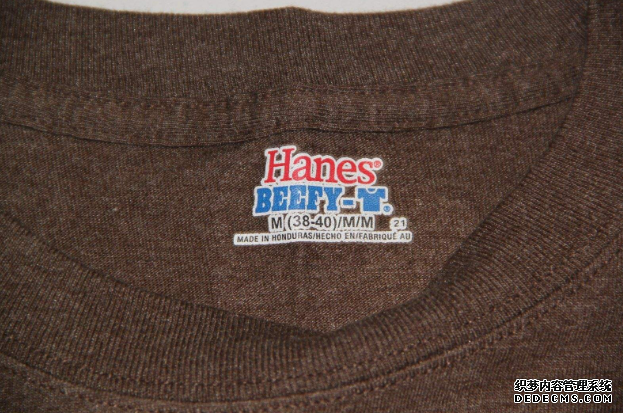 Hanes®
BEEFY-T.
M (38-40)/M/M 21
MADE IN HONDURAS/HECHO EN/FABRIQUÉ AU
织梦内容管理系统
DEDECMS.COM